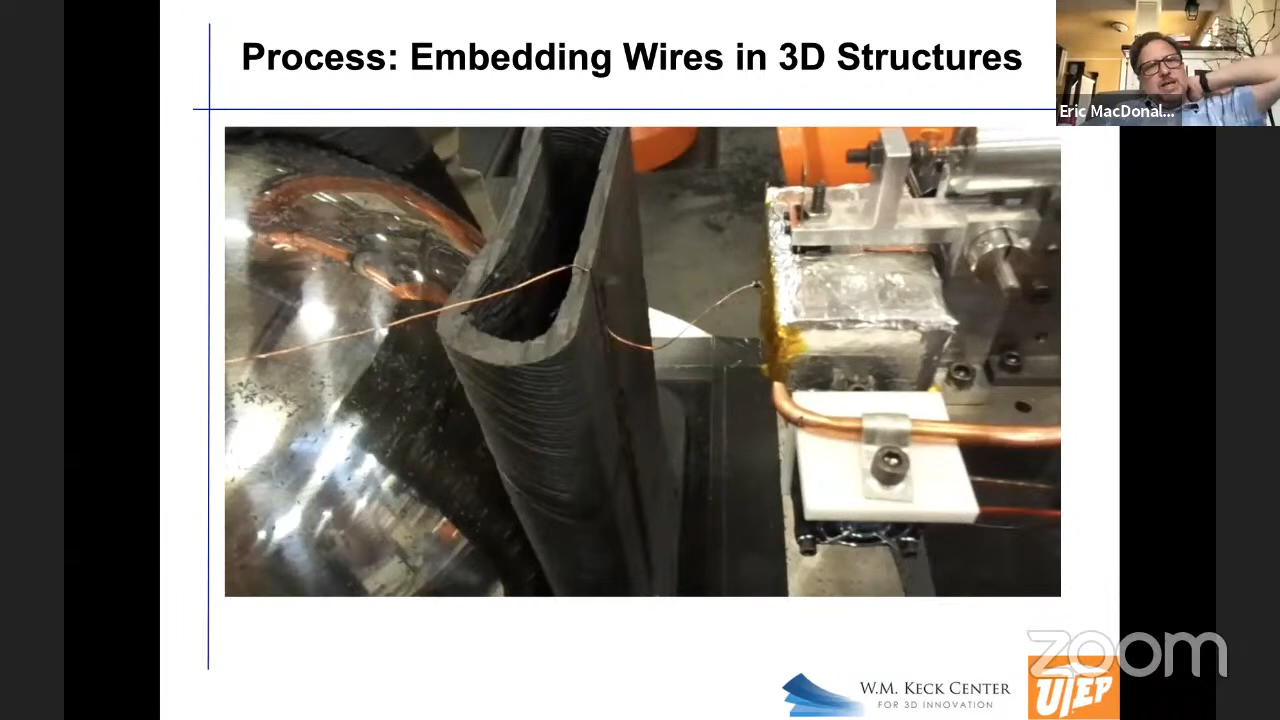 Process: Embedding Wires in 3D Structures
Eric MacDonal...
zoom
W.M. KECK CENTER
FOR 3D INNOVATION
UTEP